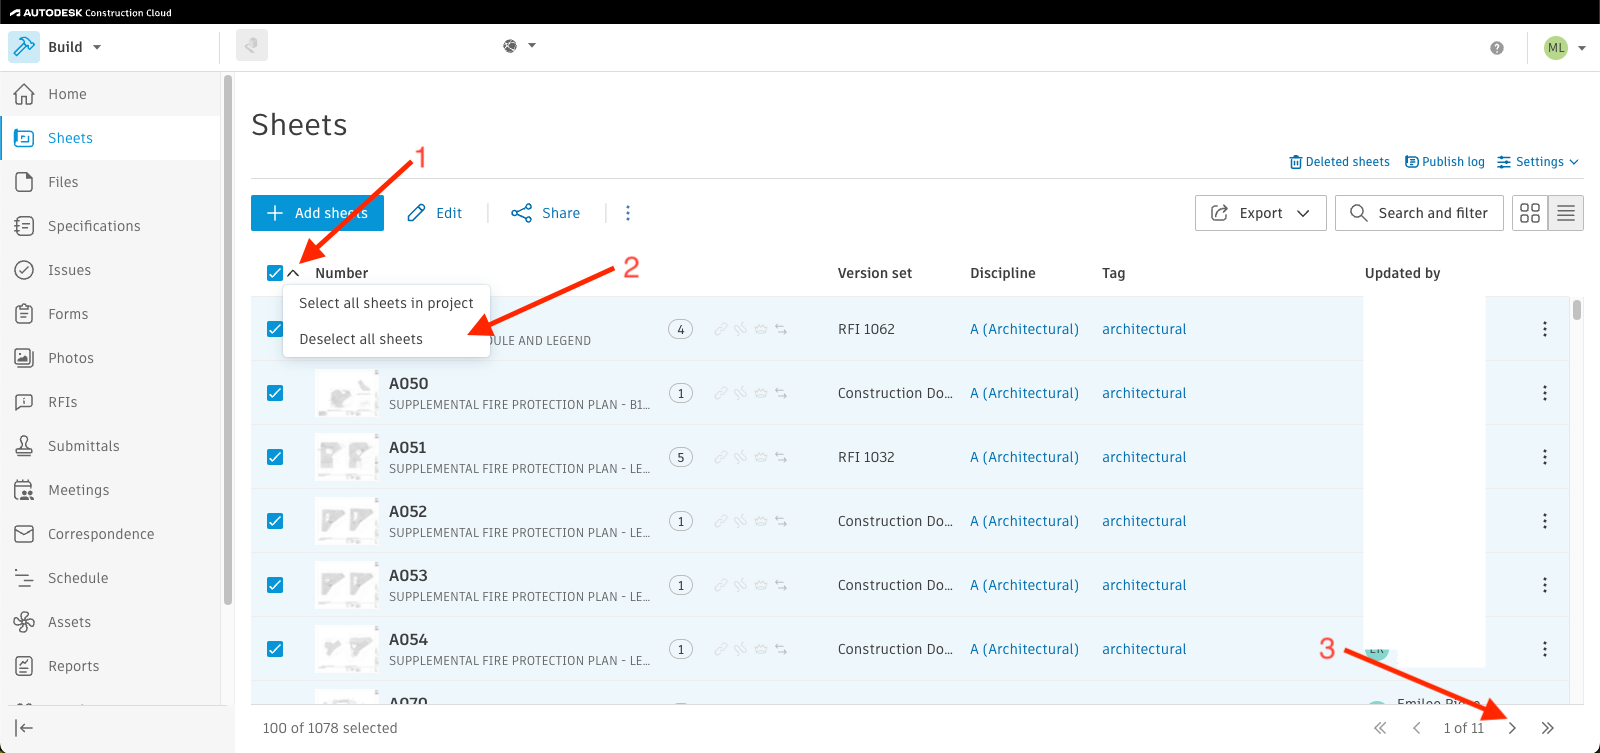 AUTODESK Construction Cloud
Build
ML
Home
Sheets
Files
Specifications
Issues
Forms
Photos
RFIs
Submittals
Meetings
Correspondence
Schedule
Assets
Reports
Sheets
1
Deleted sheets
Publish log
Settings
Add sheets
Edit
Share
Export
Search and filter
2
Number
Version set
Discipline
Tag
Updated by
Select all sheets in project
Deselect all sheets
AND LEGEND
4
RFI 1062
A (Architectural)
architectural
A050
SUPPLEMENTAL FIRE PROTECTION PLAN - B1...
1
Construction Do...
A (Architectural)
architectural
A051
SUPPLEMENTAL FIRE PROTECTION PLAN - LE...
5
RFI 1032
A (Architectural)
architectural
A052
SUPPLEMENTAL FIRE PROTECTION PLAN - LE...
1
Construction Do...
A (Architectural)
architectural
A053
SUPPLEMENTAL FIRE PROTECTION PLAN - LE...
1
Construction Do...
A (Architectural)
architectural
A054
SUPPLEMENTAL FIRE PROTECTION PLAN - LE...
1
Construction Do...
A (Architectural)
architectural
3
A070
100 of 1078 selected
1 of 11